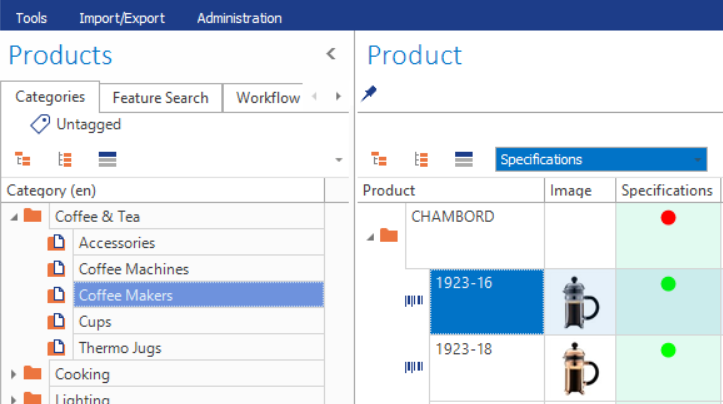 Tools Import/Export Administration
Products
Categories Feature Search Workflow
Untagged
Category (en)
Coffee & Tea
Accessories
Coffee Machines
Coffee Makers
Cups
Thermo Jugs
Cooking
Lighting
Product
Specifications
Product Image Specifications
CHAMBORD
1923-16
1923-18